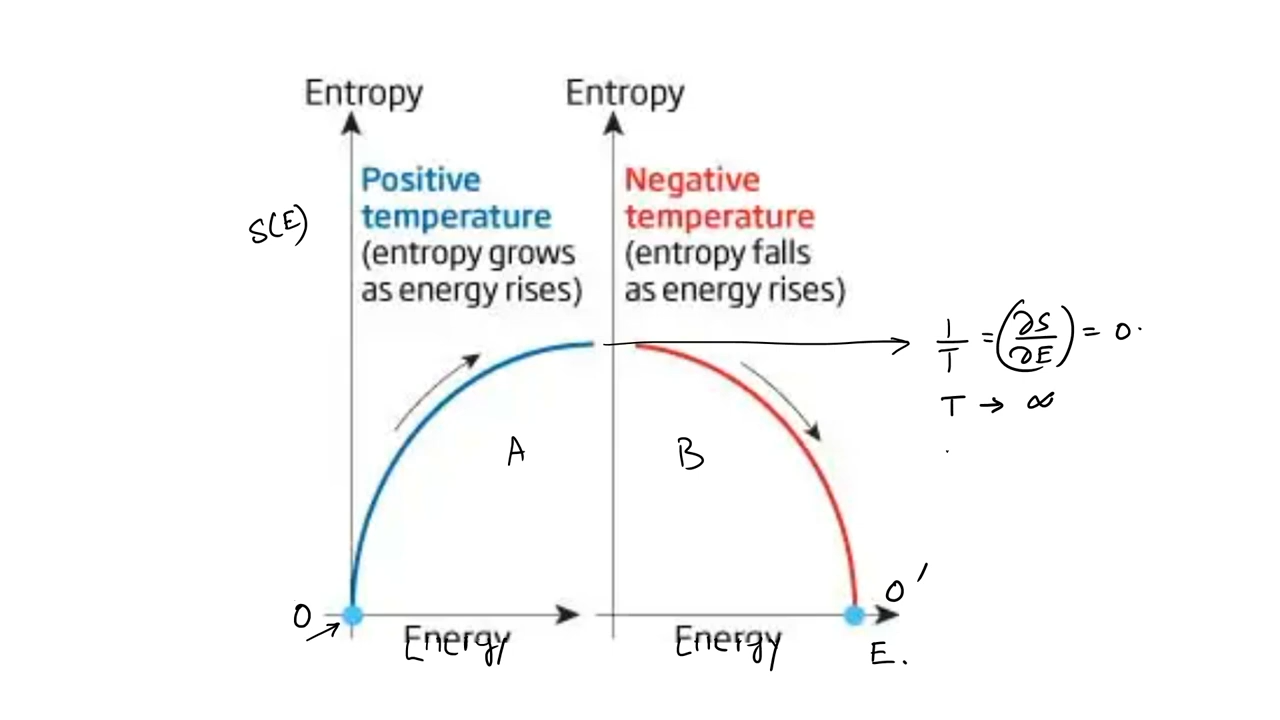 Entropy
Entropy
Positive
temperature
(entropy grows
as energy rises)
Negative
temperature
(entropy falls
as energy rises)
S(E)
1/T = (∂S/∂E) = 0.
T → ∞
A
B
O
O'
Energy
Energy
E.